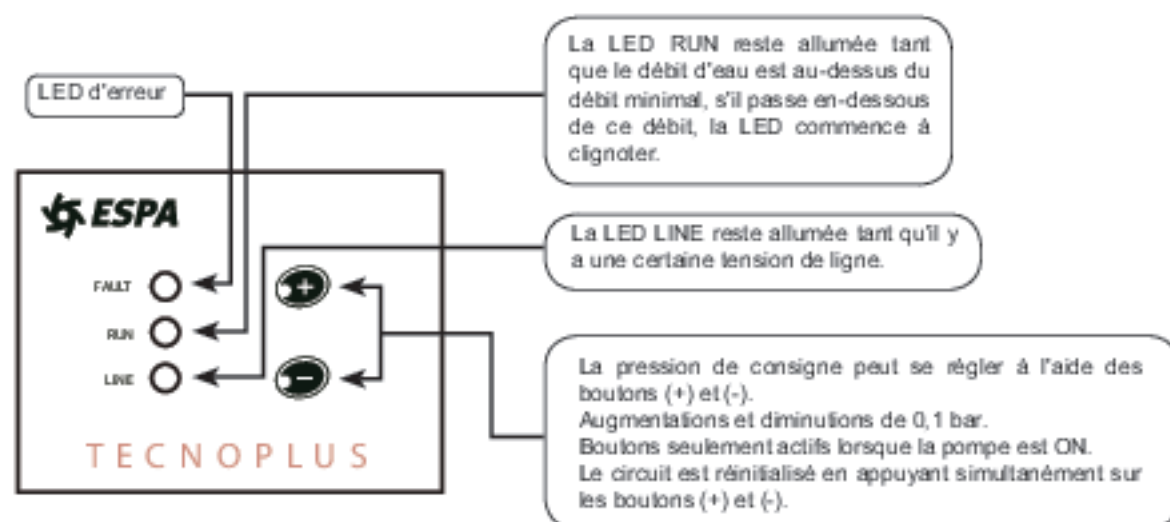 La LED RUN reste allumée tant
que le débit d'eau est au-dessus du
débit minimal, s'il passe en-dessous
de ce débit, la LED commence à
clignoter.
LED d'erreur
ESPA
La LED LINE reste allumée tant qu'il y
a une certaine tension de ligne.
FAULT
+
RUN
LINE
−
La pression de consigne peut se régler à l'aide des
boutons (+) et (-).
Augmentations et diminutions de 0,1 bar.
Boutons seulement actifs lorsque la pompe est ON.
Le circuit est réinitialisé en appuyant simultanément sur
les boutons (+) et (-).
TECNOPLUS